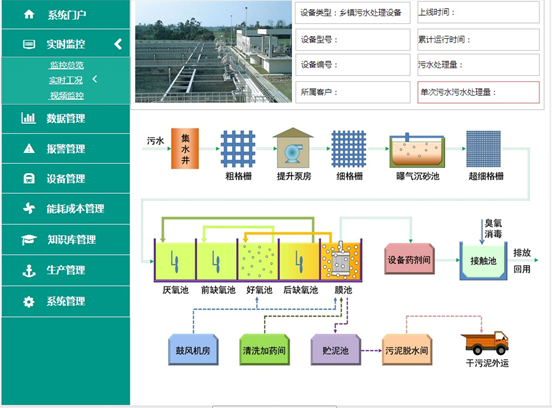 系统门户
实时监控
监控总览
实时工况
视频监控
数据管理
报警管理
设备管理
能耗成本管理
知识库管理
生产管理
系统管理
设备类型：乡镇污水处理设备
上线时间：
设备型号：
累计运行时间：
设备编号：
污水处理量：
所属客户：
单次污水污水处理量：
污水
集水井
粗格栅
提升泵房
细格栅
曝气沉砂池
超细格栅
厌氧池
前缺氧池
好氧池
后缺氧池
膜池
设备药剂间
臭氧
消毒
接触池
排放
回用
鼓风机房
清洗加药间
贮泥池
污泥脱水间
干污泥外运